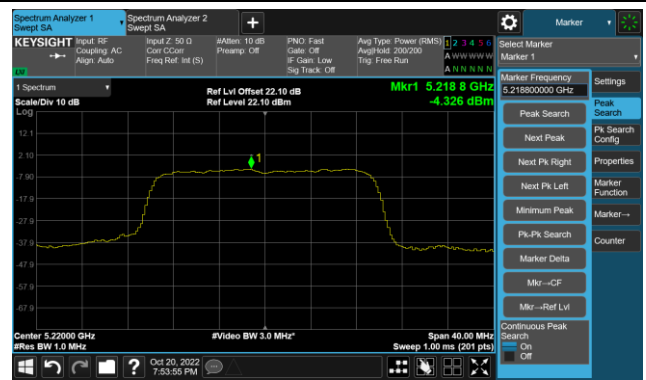 Spectrum Analyzer 1
Swept SA
Spectrum Analyzer 2
Swept SA
+
Marker
KEYSIGHT
Input: RF
Coupling: AC
Align: Auto
Input Z: 50 Ω
Corr CCorr
Freq Ref: Int (S)
#Atten: 10 dB
Preamp: Off
PNO: Fast
Gate: Off
IF Gain: Low
Sig Track: Off
Avg Type: Power (RMS)
Avg|Hold: 200/200
Trig: Free Run
1 2 3 4 5 6
A W W W W W
A N N N N N
LW
Select Marker
Marker 1
1 Spectrum
Scale/Div 10 dB
Log
Ref Lvl Offset 22.10 dB
Ref Level 22.10 dBm
Mkr1 5.218 8 GHz
-4.326 dBm
12.1
2.10
-7.90
-17.9
-27.9
-37.9
-47.9
-57.9
-67.9
1
Center 5.22000 GHz
#Res BW 1.0 MHz
#Video BW 3.0 MHz*
Span 40.00 MHz
Sweep 1.00 ms (201 pts)
Marker Frequency
5.218800000 GHz
Peak Search
Next Peak
Next Pk Right
Next Pk Left
Minimum Peak
Pk-Pk Search
Marker Delta
Mkr→CF
Mkr→Ref Lvl
Continuous Peak
Search
On
Off
Settings
Peak
Search
Pk Search
Config
Properties
Marker
Function
Marker→
Counter
?
Oct 20, 2022
7:53:55 PM